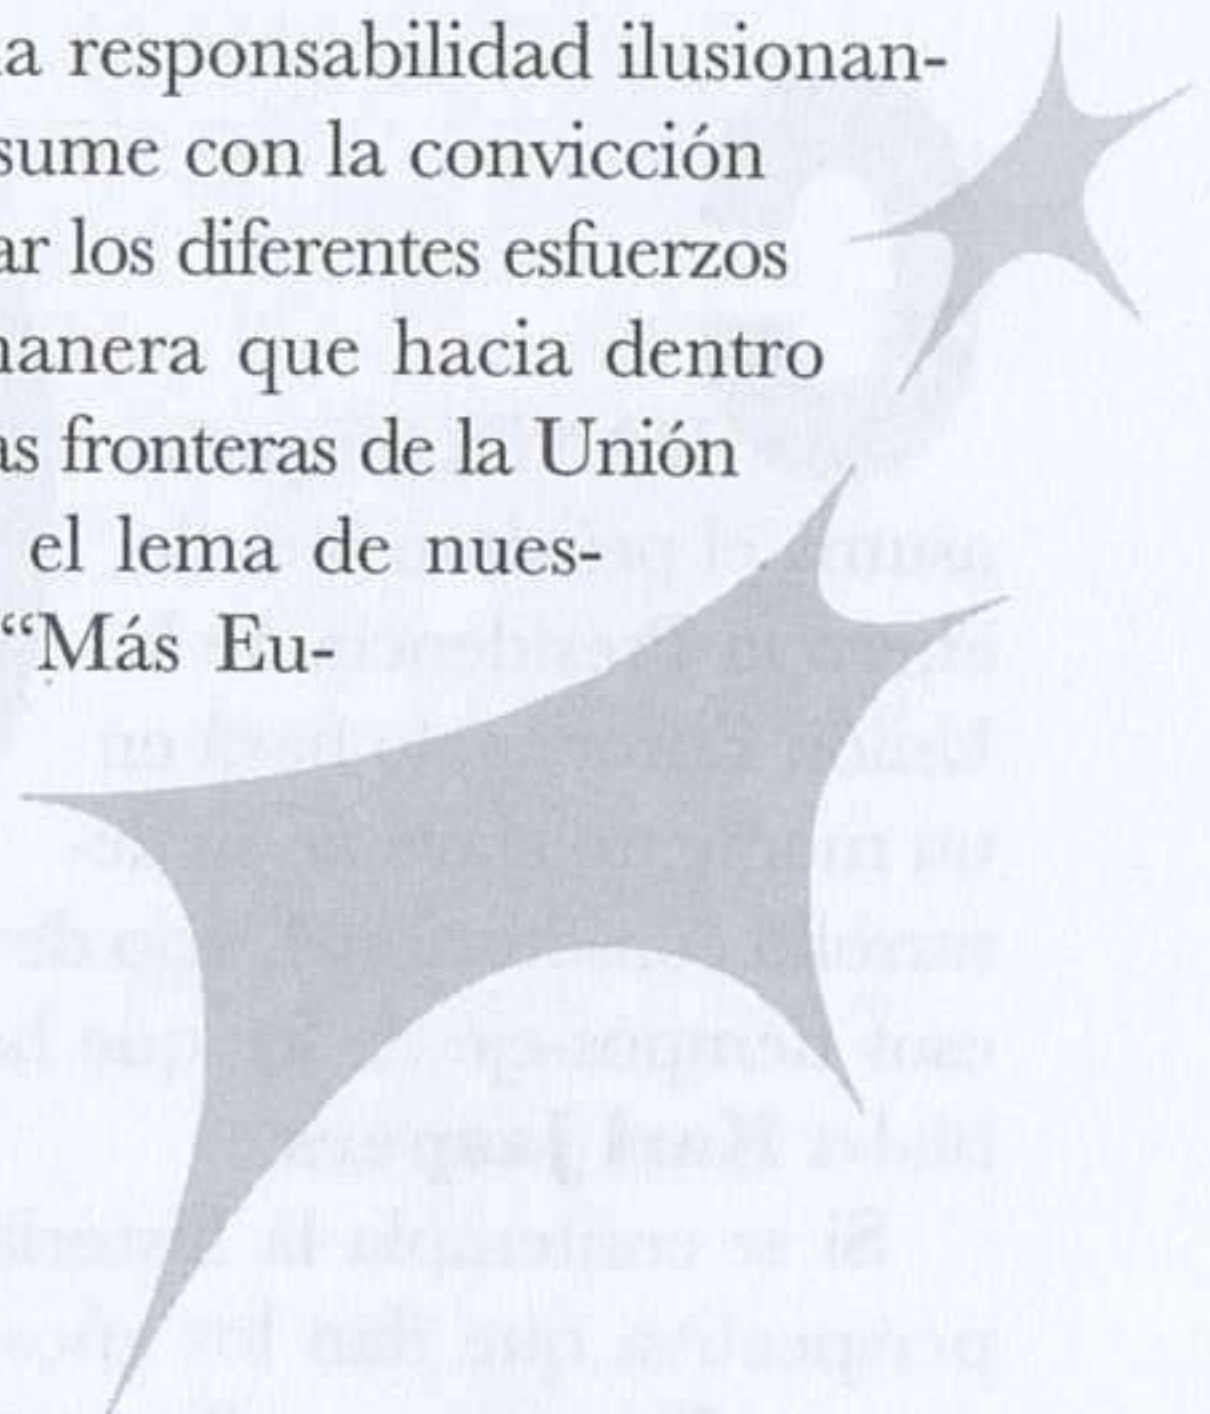 a responsabilidad ilusionan-
sume con la convicción
ar los diferentes esfuerzos
anera que hacia dentro
as fronteras de la Unión
el lema de nues-
“Más Eu-